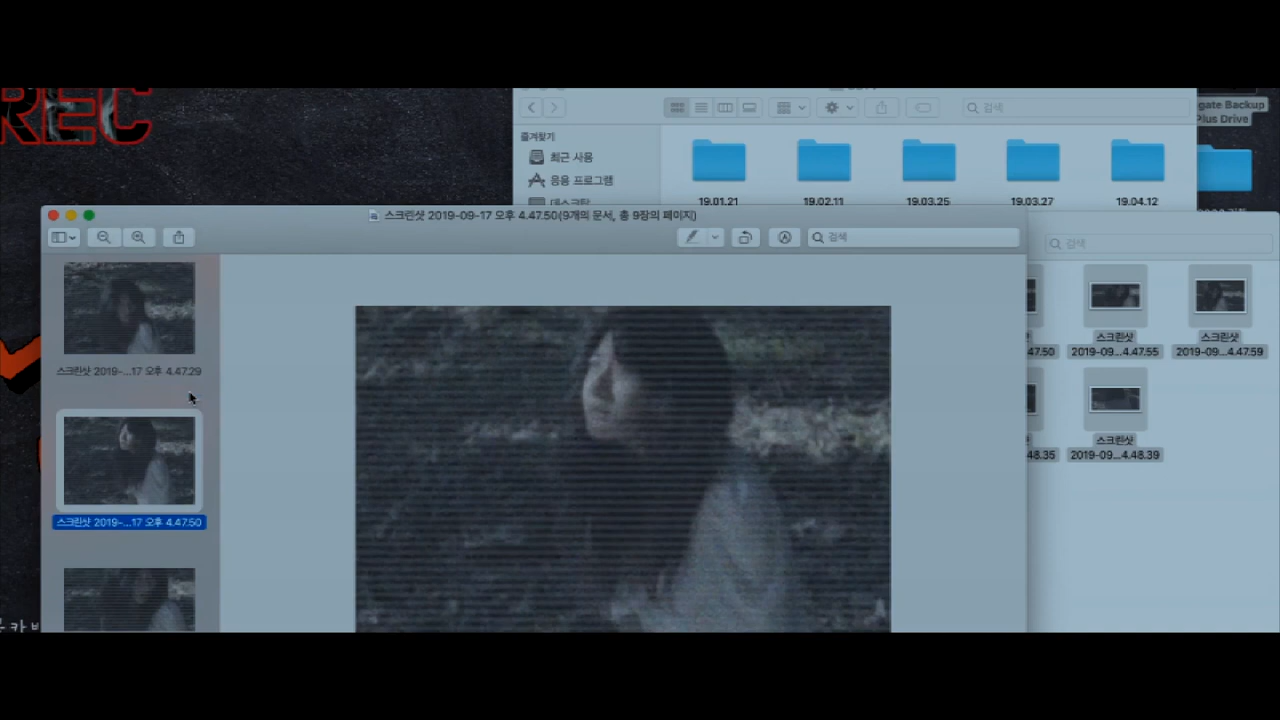 REC
gate Backup
Plus Drive
검색
즐겨찾기
최근 사용
응용 프로그램
데스크탑
19.01.21
19.02.11
19.03.25
19.03.27
19.04.12
스크린샷 2019-09-17 오후 4.47.50(9개의 문서, 총 9장의 페이지)
검색
검색
스크린샷 2019-...17 오후 4.47.29
스크린샷 2019-...17 오후 4.47.50
47.50
스크린샷
2019-09...4.47.55
스크린샷
2019-09...4.47.59
48.35
스크린샷
2019-09...4.48.39